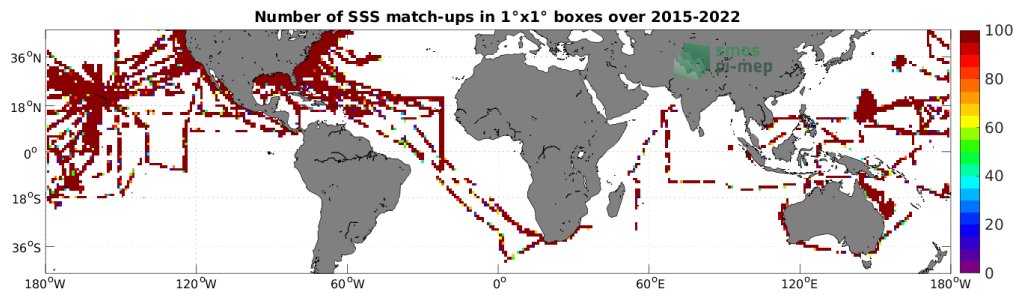 Number of SSS match-ups in 1°x1° boxes over 2015-2022
smos
pi-mep
36°N
18°N
0°
18°S
36°S
180°W
120°W
60°W
0°
60°E
120°E
180°W
100
80
60
40
20
0